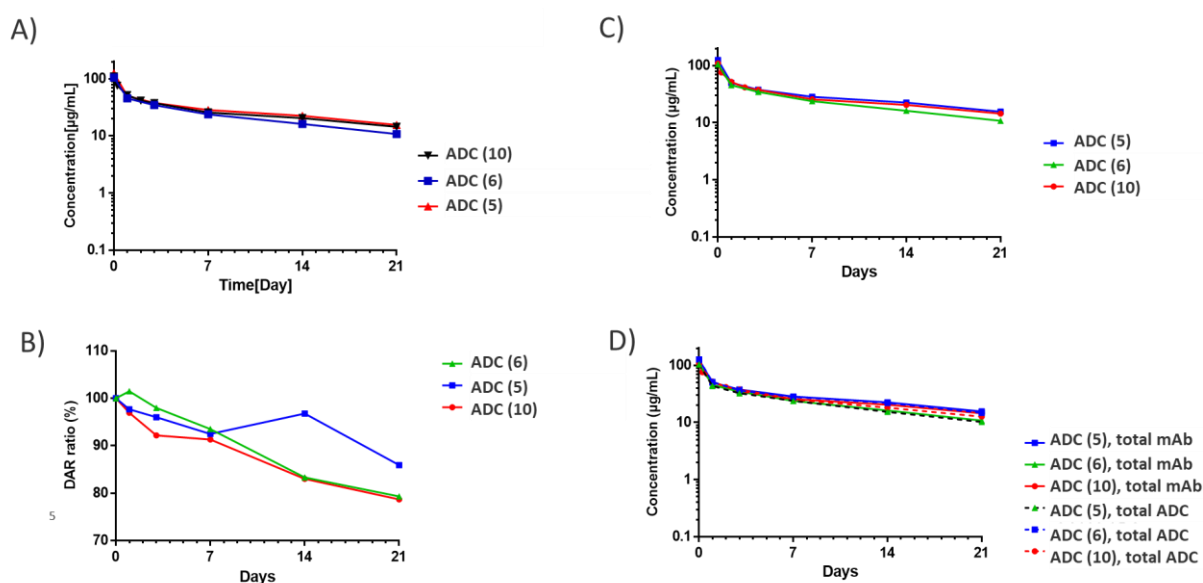 A)
Concentration[µg/mL]
100
10
1
0.1
0 7 14 21
Time[Day]
ADC (10)
ADC (6)
ADC (5)
C)
Concentration (µg/mL)
100
10
1
0.1
0 7 14 21
Days
ADC (5)
ADC (6)
ADC (10)
B)
DAR ratio (%)
110
100
90
80
70
0 7 14 21
Days
ADC (6)
ADC (5)
ADC (10)
5
D)
Concentration (µg/mL)
100
10
1
0.1
0 7 14 21
Days
ADC (5), total mAb
ADC (6), total mAb
ADC (10), total mAb
ADC (5), total ADC
ADC (6), total ADC
ADC (10), total ADC